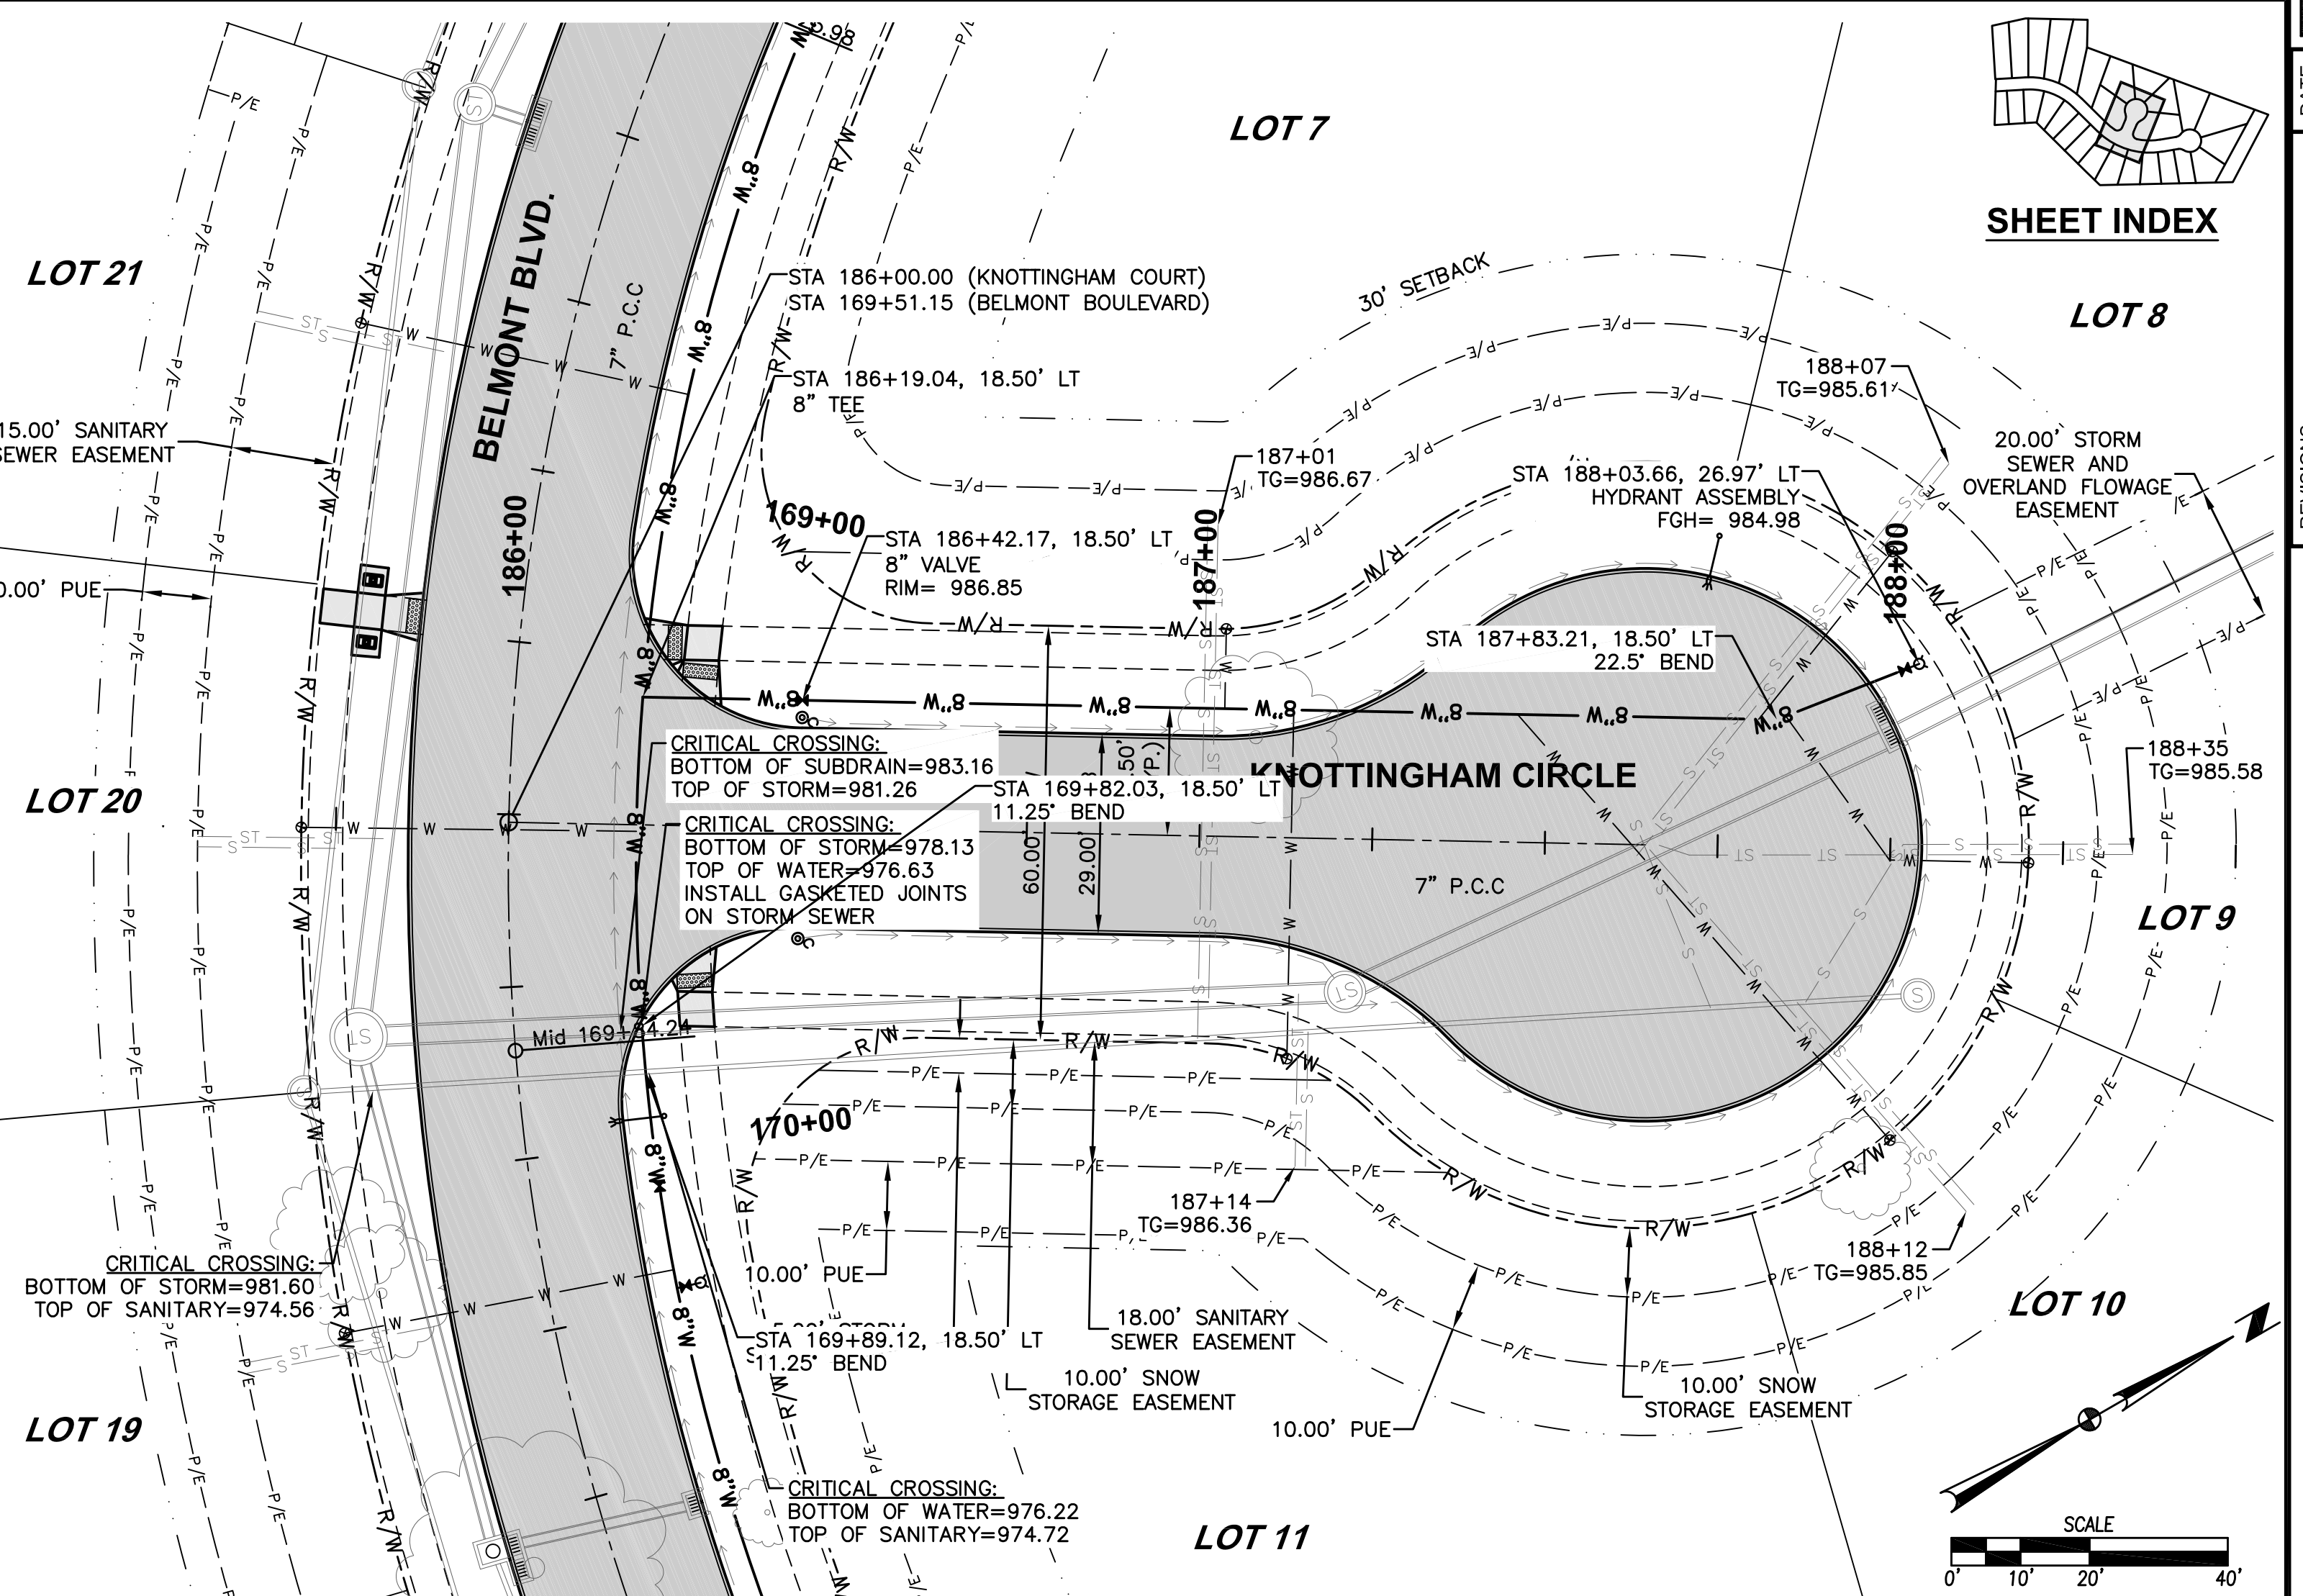 SHEET INDEX
LOT 7
LOT 8
LOT 21
BELMONT BLVD.
7" P.C.C
30' SETBACK
STA 186+00.00 (KNOTTINGHAM COURT)
STA 169+51.15 (BELMONT BOULEVARD)
STA 186+19.04, 18.50' LT
8" TEE
188+07
TG=985.61
15.00' SANITARY
SEWER EASEMENT
187+01
TG=986.67
20.00' STORM
SEWER AND
OVERLAND FLOWAGE
EASEMENT
STA 188+03.66, 26.97' LT
HYDRANT ASSEMBLY
FGH= 984.98
186+00
169+00
187+00
188+00
STA 186+42.17, 18.50' LT
8" VALVE
RIM= 986.85
PUE
STA 187+83.21, 18.50' LT
22.5° BEND
CRITICAL CROSSING:
BOTTOM OF SUBDRAIN=983.16
TOP OF STORM=981.26
KNOTTINGHAM CIRCLE
STA 169+82.03, 18.50' LT
11.25° BEND
188+35
TG=985.58
LOT 20
CRITICAL CROSSING:
BOTTOM OF STORM=978.13
TOP OF WATER=976.63
INSTALL GASKETED JOINTS
ON STORM SEWER
60.00'
29.00'
7" P.C.C
LOT 9
Mid 169+84.24
170+00
187+14
TG=986.36
188+12
TG=985.85
CRITICAL CROSSING:
BOTTOM OF STORM=981.60
TOP OF SANITARY=974.56
10.00' PUE
LOT 10
18.00' SANITARY
SEWER EASEMENT
STA 169+89.12, 18.50' LT
11.25° BEND
10.00' SNOW
STORAGE EASEMENT
10.00' SNOW
STORAGE EASEMENT
10.00' PUE
LOT 19
CRITICAL CROSSING:
BOTTOM OF WATER=976.22
TOP OF SANITARY=974.72
LOT 11
SCALE
0' 10' 20' 40'
R/W
P/E
8"W
W
ST
S
REVISIONS
DATE